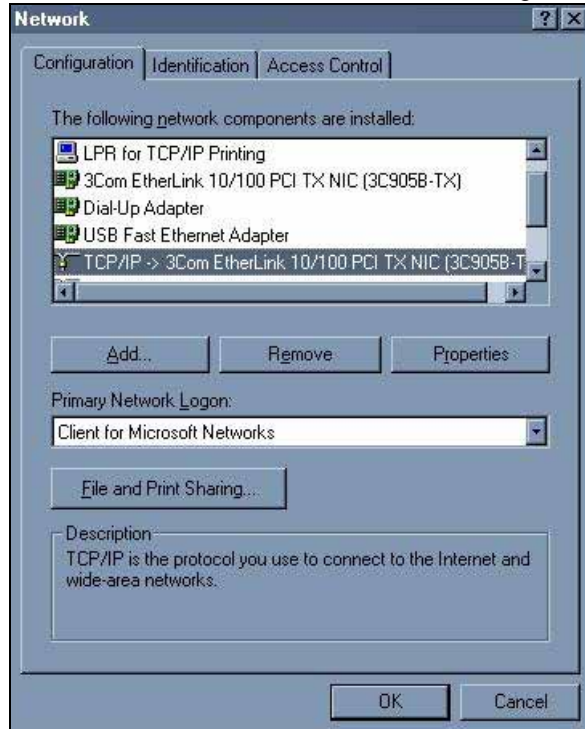 Network
Configuration Identification Access Control
The following network components are installed:
LPR for TCP/IP Printing
3Com EtherLink 10/100 PCI TX NIC (3C905B-TX)
Dial-Up Adapter
USB Fast Ethernet Adapter
TCP/IP -> 3Com EtherLink 10/100 PCI TX NIC (3C905B-T
Add... Remove Properties
Primary Network Logon:
Client for Microsoft Networks
File and Print Sharing...
Description
TCP/IP is the protocol you use to connect to the Internet and
wide-area networks.
OK Cancel